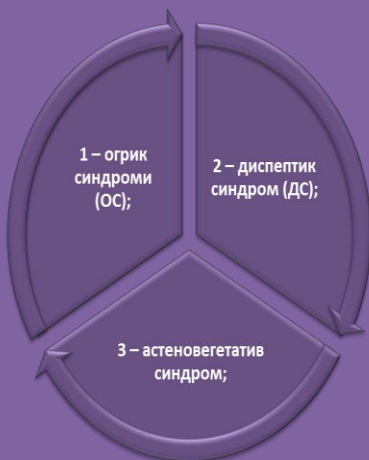 1 – огрик
синдроми
(ОС);
2 – диспептик
синдром (ДС);
3 – астеновегетатив
синдром;